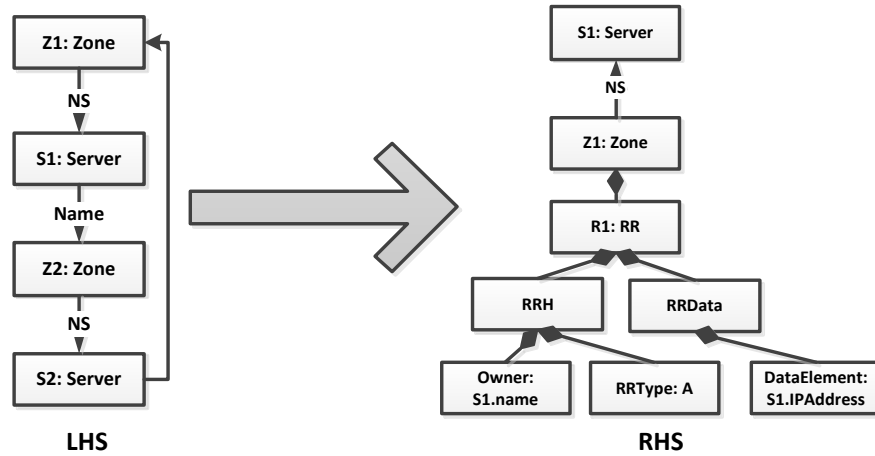 Z1: Zone
NS
S1: Server
Name
Z2: Zone
NS
S2: Server
LHS
S1: Server
NS
Z1: Zone
R1: RR
RRH
RRData
Owner:
S1.name
RRType: A
DataElement:
S1.IPAddress
RHS